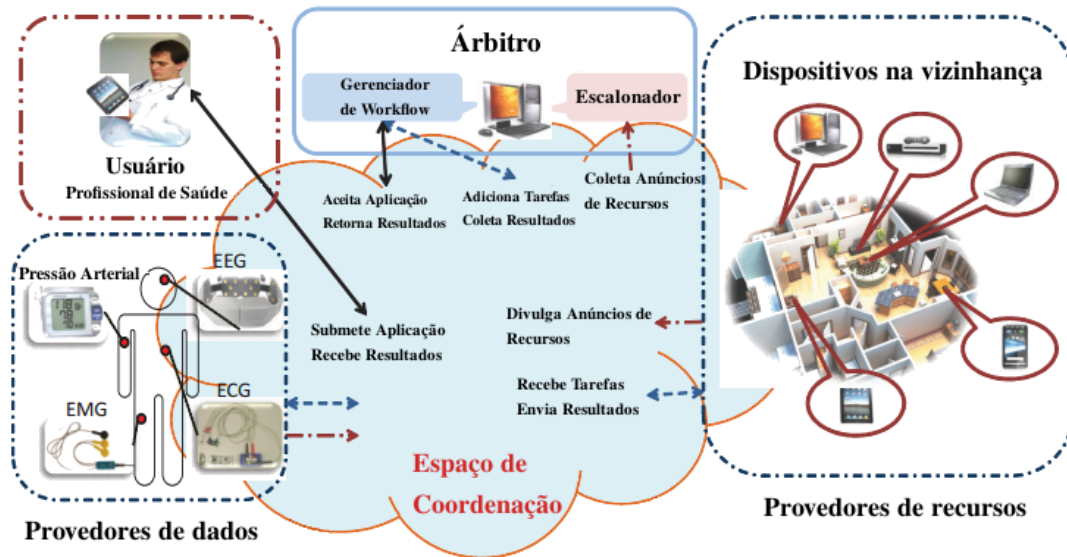 Árbitro
Gerenciador
de Workflow
Escalonador
Usuário
Profissional de Saúde
Dispositivos na vizinhança
Aceita Aplicação
Retorna Resultados
Adiciona Tarefas
Coleta Resultados
Coleta Anúncios
de Recursos
Pressão Arterial
EEG
EMG
ECG
Submete Aplicação
Recebe Resultados
Divulga Anúncios de
Recursos
Recebe Tarefas
Envia Resultados
Espaço de
Coordenação
Provedores de dados
Provedores de recursos